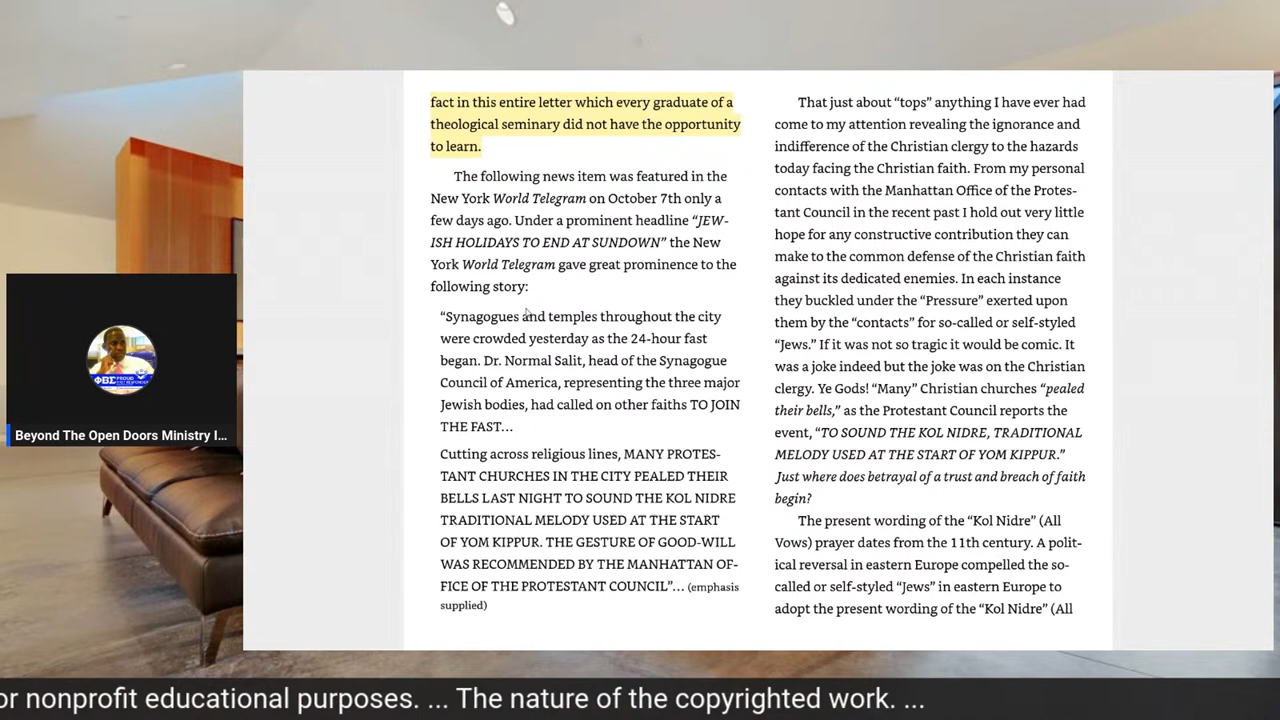 fact in this entire letter which every graduate of a
theological seminary did not have the opportunity
to learn.
The following news item was featured in the
New York World Telegram on October 7th only a
few days ago. Under a prominent headline “JEW-
ISH HOLIDAYS TO END AT SUNDOWN” the New
York World Telegram gave great prominence to the
following story:
“Synagogues and temples throughout the city
were crowded yesterday as the 24-hour fast
began. Dr. Normal Salit, head of the Synagogue
Council of America, representing the three major
Jewish bodies, had called on other faiths TO JOIN
THE FAST…
Cutting across religious lines, MANY PROTES-
TANT CHURCHES IN THE CITY PEALED THEIR
BELLS LAST NIGHT TO SOUND THE KOL NIDRE
TRADITIONAL MELODY USED AT THE START
OF YOM KIPPUR. THE GESTURE OF GOOD-WILL
WAS RECOMMENDED BY THE MANHATTAN OF-
FICE OF THE PROTESTANT COUNCIL”… (emphasis
supplied)
That just about “tops” anything I have ever had
come to my attention revealing the ignorance and
indifference of the Christian clergy to the hazards
today facing the Christian faith. From my personal
contacts with the Manhattan Office of the Protes-
tant Council in the recent past I hold out very little
hope for any constructive contribution they can
make to the common defense of the Christian faith
against its dedicated enemies. In each instance
they buckled under the “Pressure” exerted upon
them by the “contacts” for so-called or self-styled
“Jews.” If it was not so tragic it would be comic. It
was a joke indeed but the joke was on the Christian
clergy. Ye Gods! “Many” Christian churches “pealed
their bells,” as the Protestant Council reports the
event, “TO SOUND THE KOL NIDRE, TRADITIONAL
MELODY USED AT THE START OF YOM KIPPUR.”
Just where does betrayal of a trust and breach of faith
begin?
The present wording of the “Kol Nidre” (All
Vows) prayer dates from the 11th century. A polit-
ical reversal in eastern Europe compelled the so-
called or self-styled “Jews” in eastern Europe to
adopt the present wording of the “Kol Nidre” (All
ΦΒΣ PROUD
Beyond The Open Doors Ministry I...
or nonprofit educational purposes. ... The nature of the copyrighted work. ...